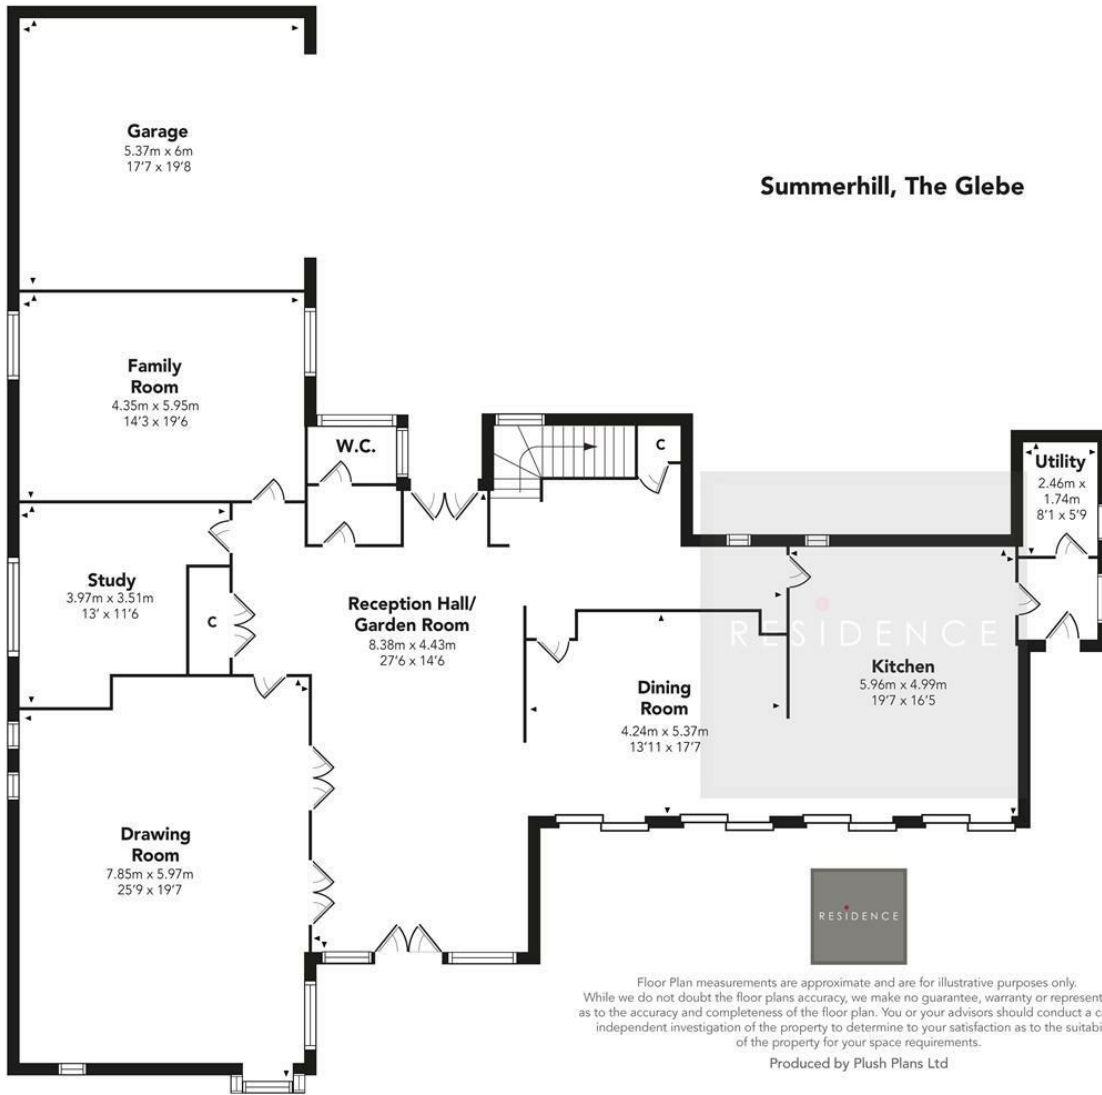 Garage
5.37m x 6m
17'7 x 19'8
Summerhill, The Glebe
Family
Room
4.35m x 5.95m
14'3 x 19'6
W.C.
C
Utility
2.46m x
1.74m
8'1 x 5'9
Study
3.97m x 3.51m
13' x 11'6
C
Reception Hall/
Garden Room
8.38m x 4.43m
27'6 x 14'6
RESIDENCE
Kitchen
5.96m x 4.99m
19'7 x 16'5
Dining
Room
4.24m x 5.37m
13'11 x 17'7
Drawing
Room
7.85m x 5.97m
25'9 x 19'7
RESIDENCE
Floor Plan measurements are approximate and are for illustrative purposes only.
While we do not doubt the floor plans accuracy, we make no guarantee, warranty or represent
as to the accuracy and completeness of the floor plan. You or your advisors should conduct a c
independent investigation of the property to determine to your satisfaction as to the suitabi
of the property for your space requirements.
Produced by Plush Plans Ltd